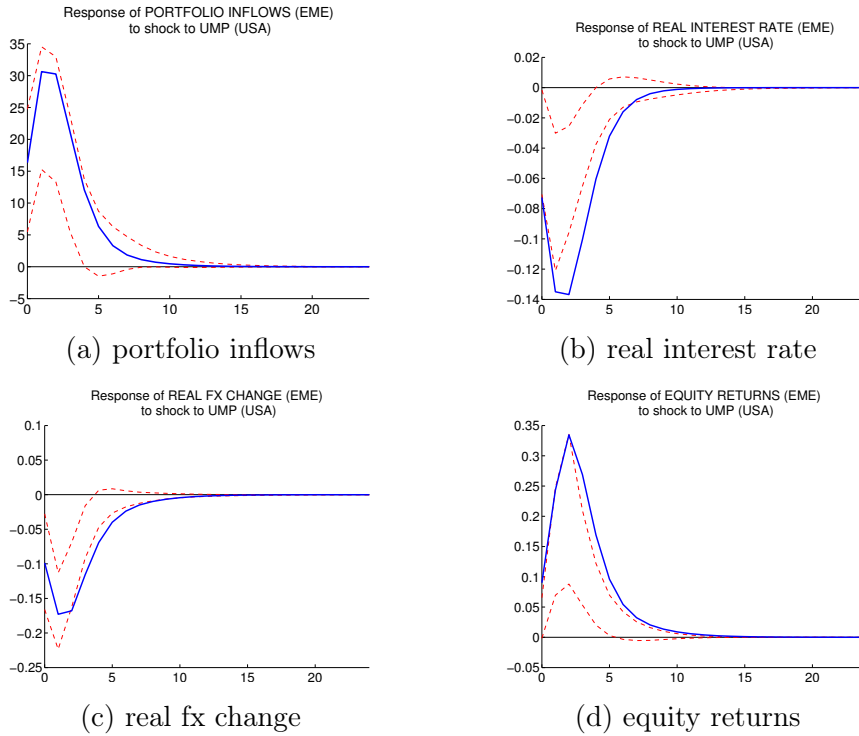 Response of PORTFOLIO INFLOWS (EME)
to shock to UMP (USA)
35
30
25
20
15
10
5
0
−5
0 5 10 15 20
(a) portfolio inflows
Response of REAL INTEREST RATE (EME)
to shock to UMP (USA)
0.02
0
−0.02
−0.04
−0.06
−0.08
−0.1
−0.12
−0.14
0 5 10 15 20
(b) real interest rate
Response of REAL FX CHANGE (EME)
to shock to UMP (USA)
0.1
0.05
0
−0.05
−0.1
−0.15
−0.2
−0.25
0 5 10 15 20
(c) real fx change
Response of EQUITY RETURNS (EME)
to shock to UMP (USA)
0.35
0.3
0.25
0.2
0.15
0.1
0.05
0
−0.05
0 5 10 15 20
(d) equity returns